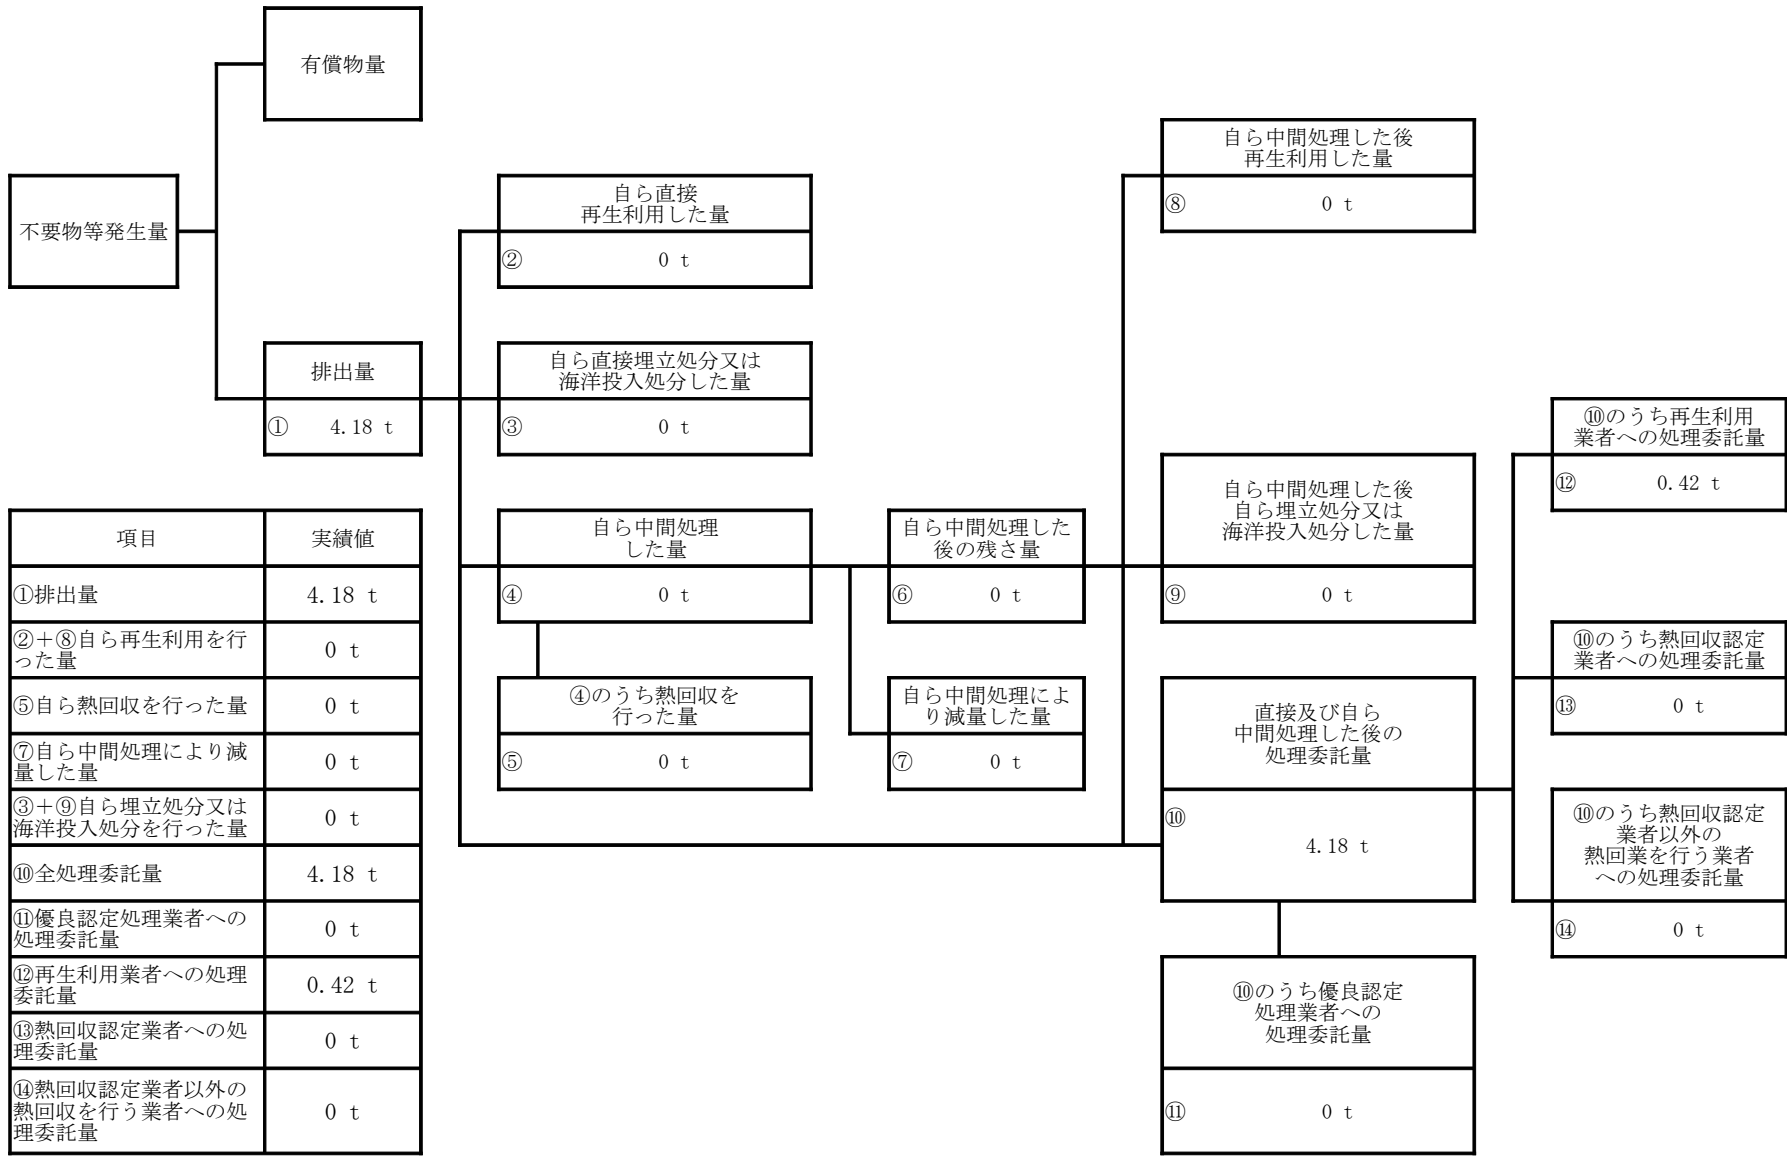 有償物量
不要物等発生量
排出量
① 4.18 t
自ら直接
再生利用した量
② 0 t
自ら直接埋立処分又は
海洋投入処分した量
③ 0 t
自ら中間処理
した量
④ 0 t
④のうち熱回収を
行った量
⑤ 0 t
自ら中間処理した
後の残さ量
⑥ 0 t
自ら中間処理によ
り減量した量
⑦ 0 t
自ら中間処理した後
再生利用した量
⑧ 0 t
自ら中間処理した後
自ら埋立処分又は
海洋投入処分した量
⑨ 0 t
直接及び自ら
中間処理した後の
処理委託量
⑩
4.18 t
⑩のうち優良認定
処理業者への
処理委託量
⑪ 0 t
⑩のうち再生利用
業者への処理委託量
⑫ 0.42 t
⑩のうち熱回収認定
業者への処理委託量
⑬ 0 t
⑩のうち熱回収認定
業者以外の
熱回業を行う業者
への処理委託量
⑭ 0 t
項目 実績値
①排出量 4.18 t
②+⑧自ら再生利用を行
った量
0 t
⑤自ら熱回収を行った量 0 t
⑦自ら中間処理により減
量した量
0 t
③+⑨自ら埋立処分又は
海洋投入処分を行った量
0 t
⑩全処理委託量 4.18 t
⑪優良認定処理業者への
処理委託量
0 t
⑫再生利用業者への処理
委託量
0.42 t
⑬熱回収認定業者への処
理委託量
0 t
⑭熱回収認定業者以外の
熱回収を行う業者への処
理委託量
0 t